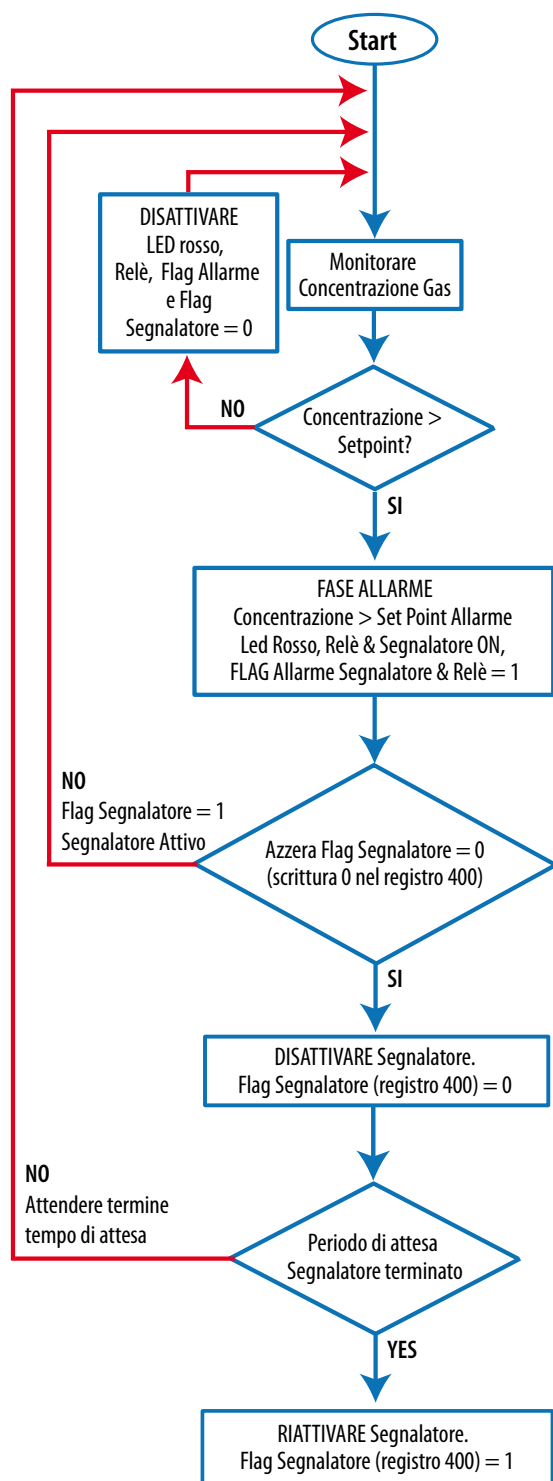 Start
DISATTIVARE
LED rosso,
Relè, Flag Allarme
e Flag
Segnalatore = 0
Monitorare
Concentrazione Gas
NO
Concentrazione >
Setpoint?
SI
FASE ALLARME
Concentrazione > Set Point Allarme
Led Rosso, Relè & Segnalatore ON,
FLAG Allarme Segnalatore & Relè = 1
NO
Flag Segnalatore = 1
Segnalatore Attivo
Azzera Flag Segnalatore = 0
(scrittura 0 nel registro 400)
SI
DISATTIVARE Segnalatore.
Flag Segnalatore (registro 400) = 0
NO
Attendere termine
tempo di attesa
Periodo di attesa
Segnalatore terminato
YES
RIATTIVARE Segnalatore.
Flag Segnalatore (registro 400) = 1